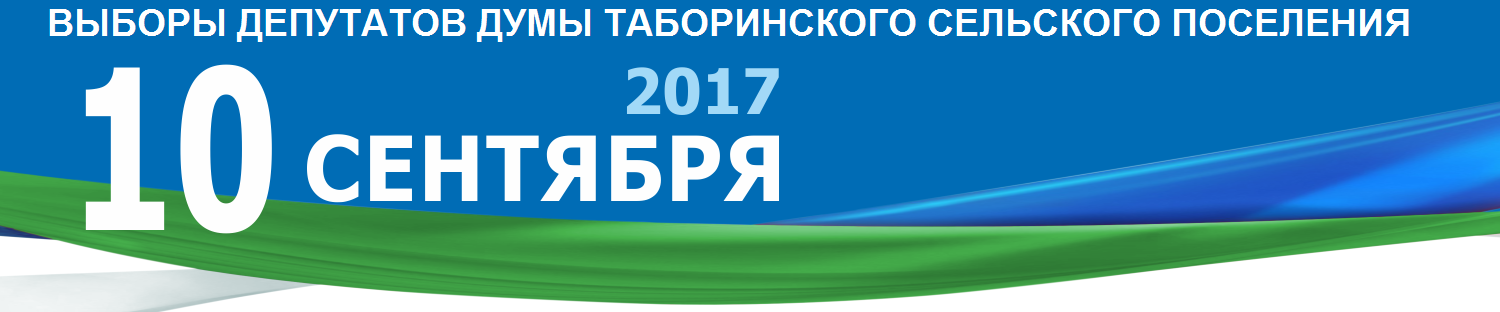 ВЫБОРЫ ДЕПУТАТОВ ДУМЫ ТАБОРИНСКОГО СЕЛЬСКОГО ПОСЕЛЕНИЯ
2017
10 СЕНТЯБРЯ